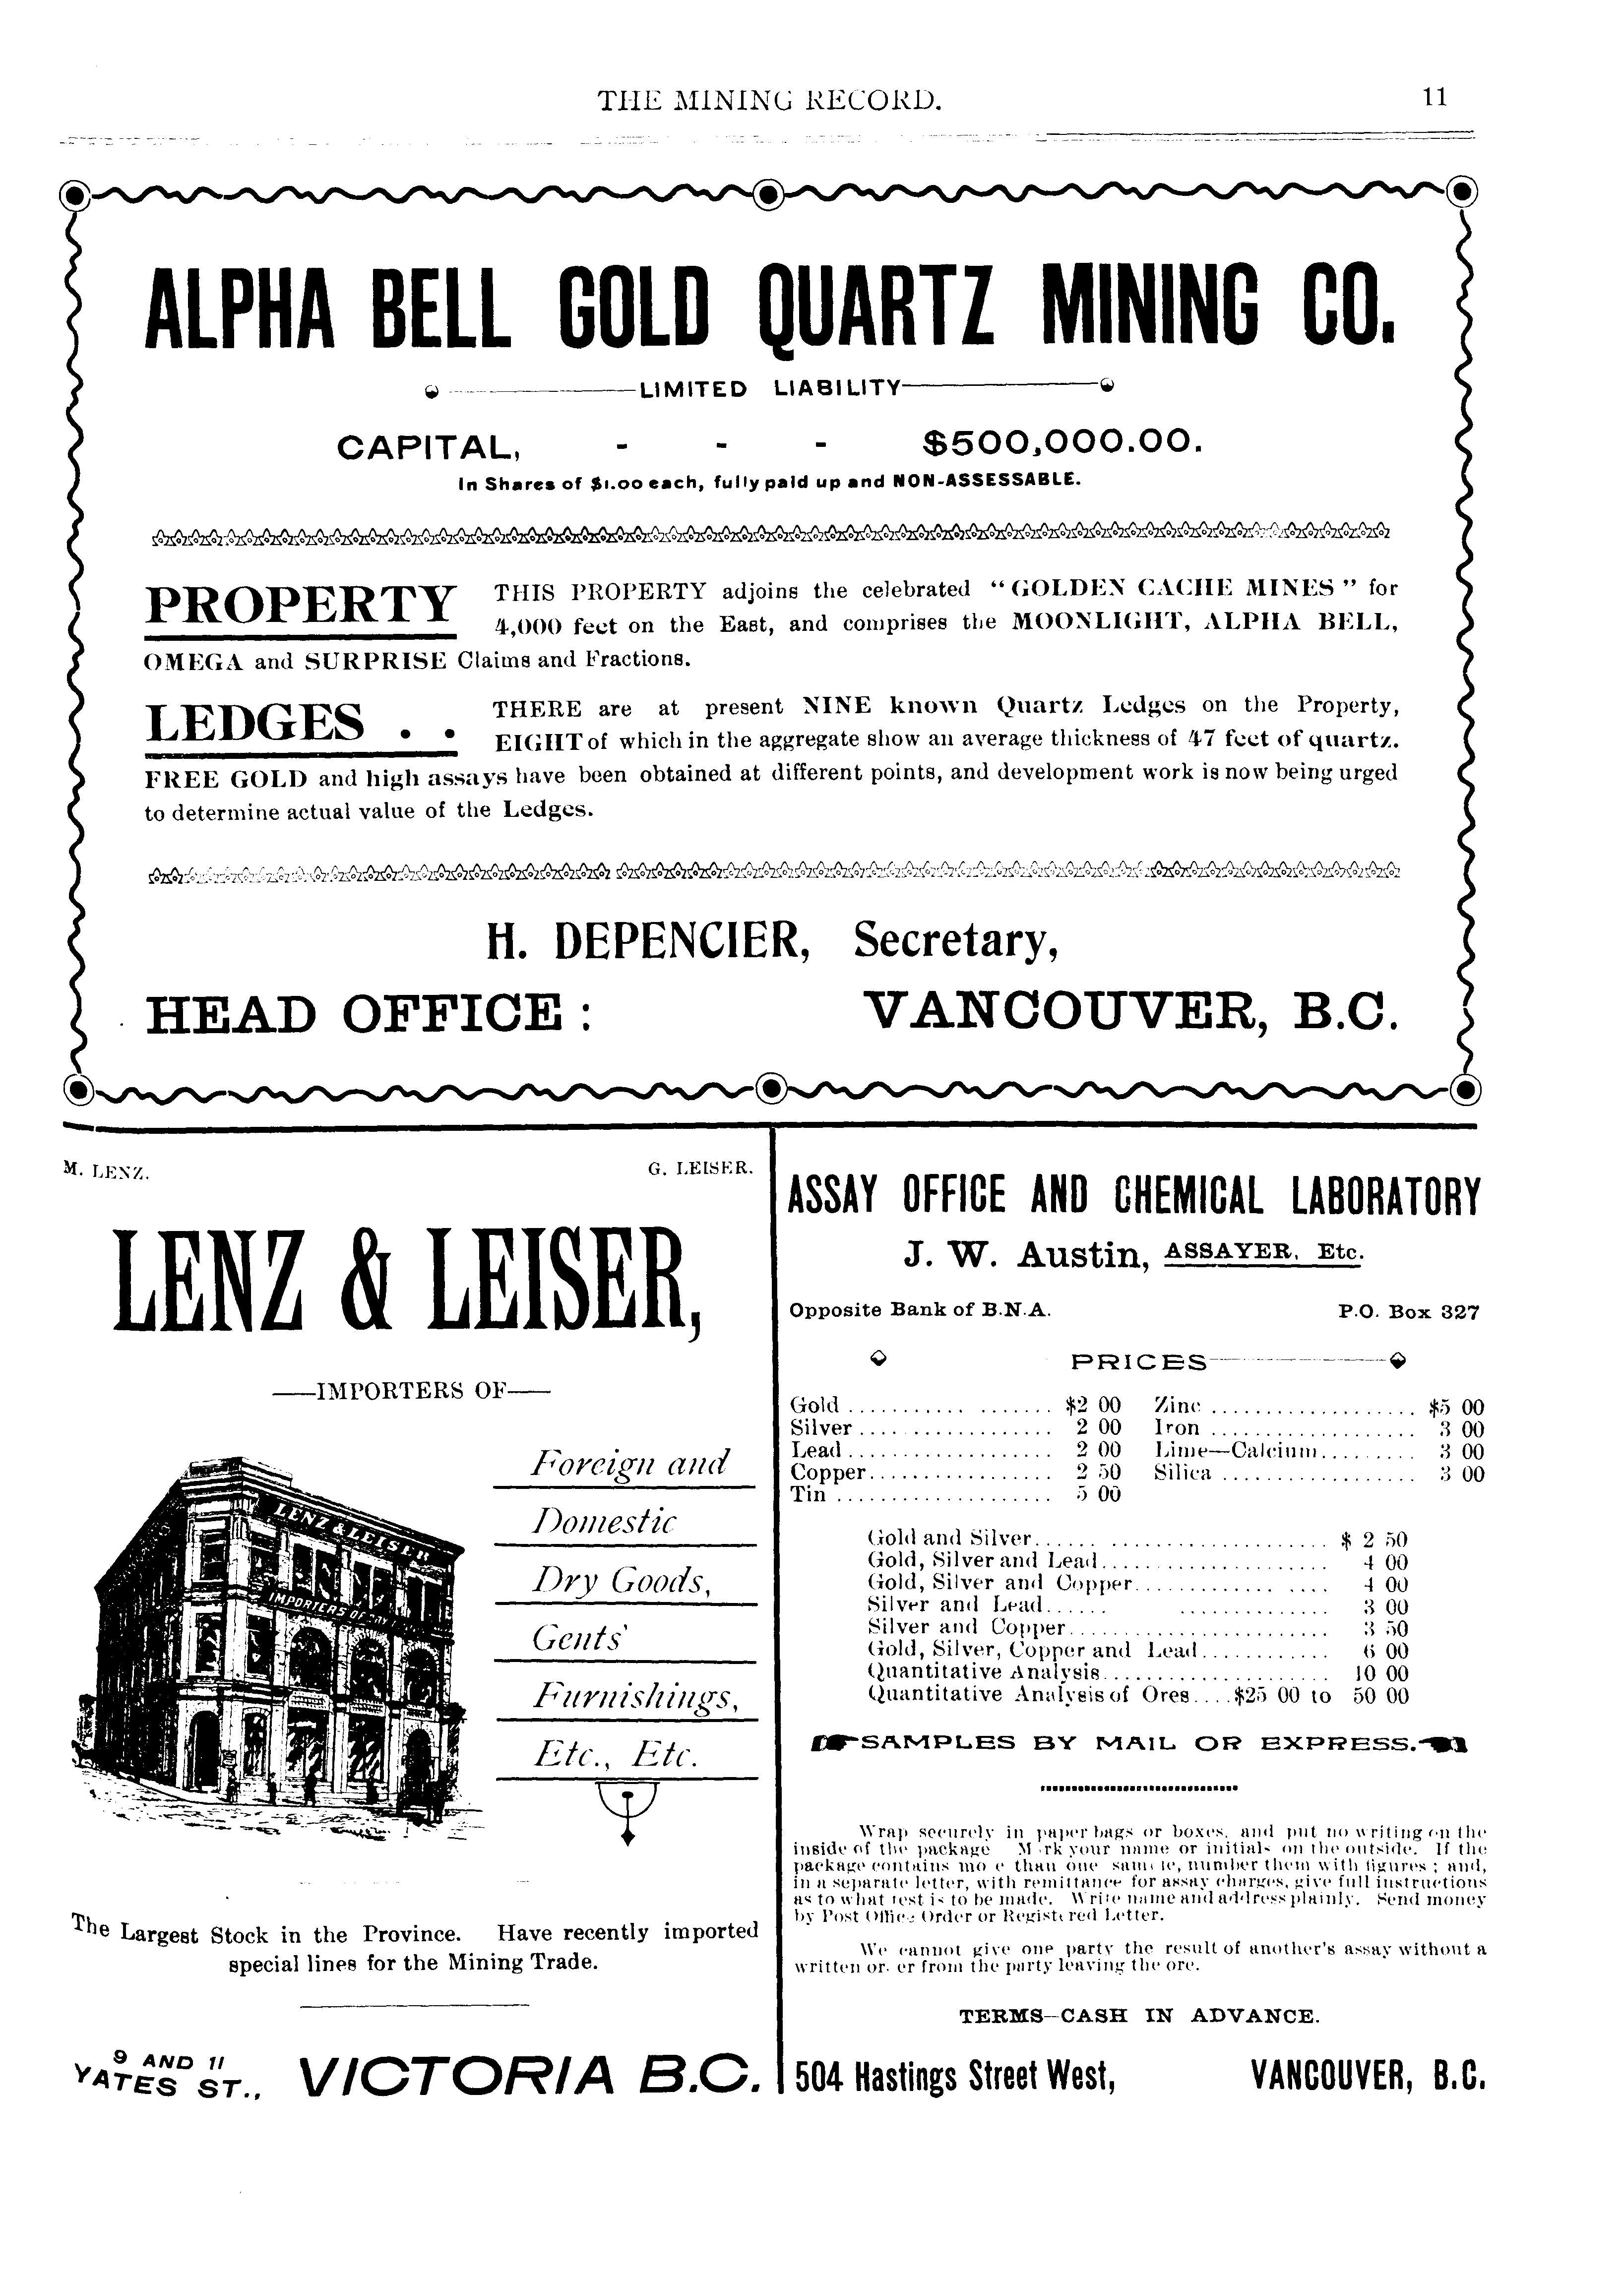 THE MINING RECORD.
11
ALPHA BELL GOLD QUARTZ MINING CO.
LIMITED LIABILITY
CAPITAL, - - - $500,000.00.
In Shares of $1.00 each, fully paid up and NON-ASSESSABLE.
PROPERTY THIS PROPERTY adjoins the celebrated "GOLDEN CACHE MINES" for
4,000 feet on the East, and comprises the MOONLIGHT, ALPHA BELL,
OMEGA and SURPRISE Claims and Fractions.
LEDGES . . THERE are at present NINE known Quartz Ledges on the Property,
EIGHT of which in the aggregate show an average thickness of 47 feet of quartz.
FREE GOLD and high assays have been obtained at different points, and development work is now being urged
to determine actual value of the Ledges.
H. DEPENCIER, Secretary,
HEAD OFFICE : VANCOUVER, B.C.
M. LENZ. G. LEISER.
LENZ & LEISER,
—IMPORTERS OF—
LENZ & LEISER
IMPORTERS OF
Foreign and
Domestic
Dry Goods,
Gents'
Furnishings,
Etc., Etc.
The Largest Stock in the Province. Have recently imported
special lines for the Mining Trade.
9 AND 11
YATES ST., VICTORIA B.C.
ASSAY OFFICE AND CHEMICAL LABORATORY
J. W. Austin, ASSAYER, Etc.
Opposite Bank of B.N.A. P.O. Box 327
PRICES
Gold .......... ....... $2 00 Zinc ................... $5 00
Silver .................. 2 00 Iron ................... 3 00
Lead ................... 2 00 Lime—Calcium......... 3 00
Copper................. 2 50 Silica .................. 3 00
Tin .................... 5 00
Gold and Silver...... .................... $ 2 50
Gold, Silver and Lead..................... 4 00
Gold, Silver and Copper............. .... 4 00
Silver and Lead...... .............. 3 00
Silver and Copper........................ 3 50
Gold, Silver, Copper and Lead............ 6 00
Quantitative Analysis..................... 10 00
Quantitative Analysis of Ores....$25 00 to 50 00
SAMPLES BY MAIL OR EXPRESS.
Wrap securely in paper bags or boxes, and put no writing on the
inside of the package M rk your name or initials on the outside. If the
package contains mo e than one sam le, number them with figures ; and,
in a separate letter, with remittance for assay charges, give full instructions
as to what test is to be made. Write name and address plainly. Send money
by Post Office Order or Registered Letter.
We cannot give one party the result of another's assay without a
written or er from the party leaving the ore.
TERMS—CASH IN ADVANCE.
504 Hastings Street West, VANCOUVER, B.C.